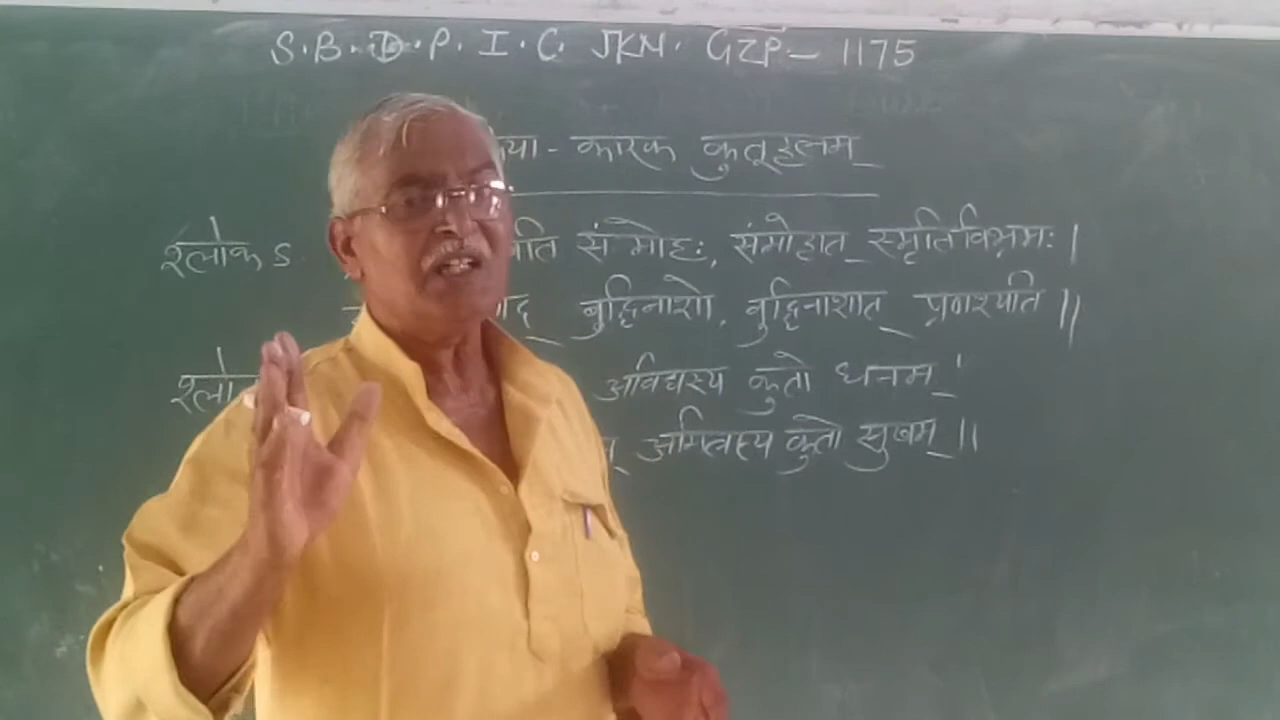 S.B.D.P.I.C. JKM. GZP - 1175
या - कारक कुतूहलम्
श्लोक 5 ति संमोहः, संमोहात् स्मृतिविभ्रमः |
ाद् बुद्धिनाशो, बुद्धिनाशात् प्रणश्यति ||
श्लो अविद्यस्य कुतो धनम् '
् अमित्रस्य कुतो सुखम् ||